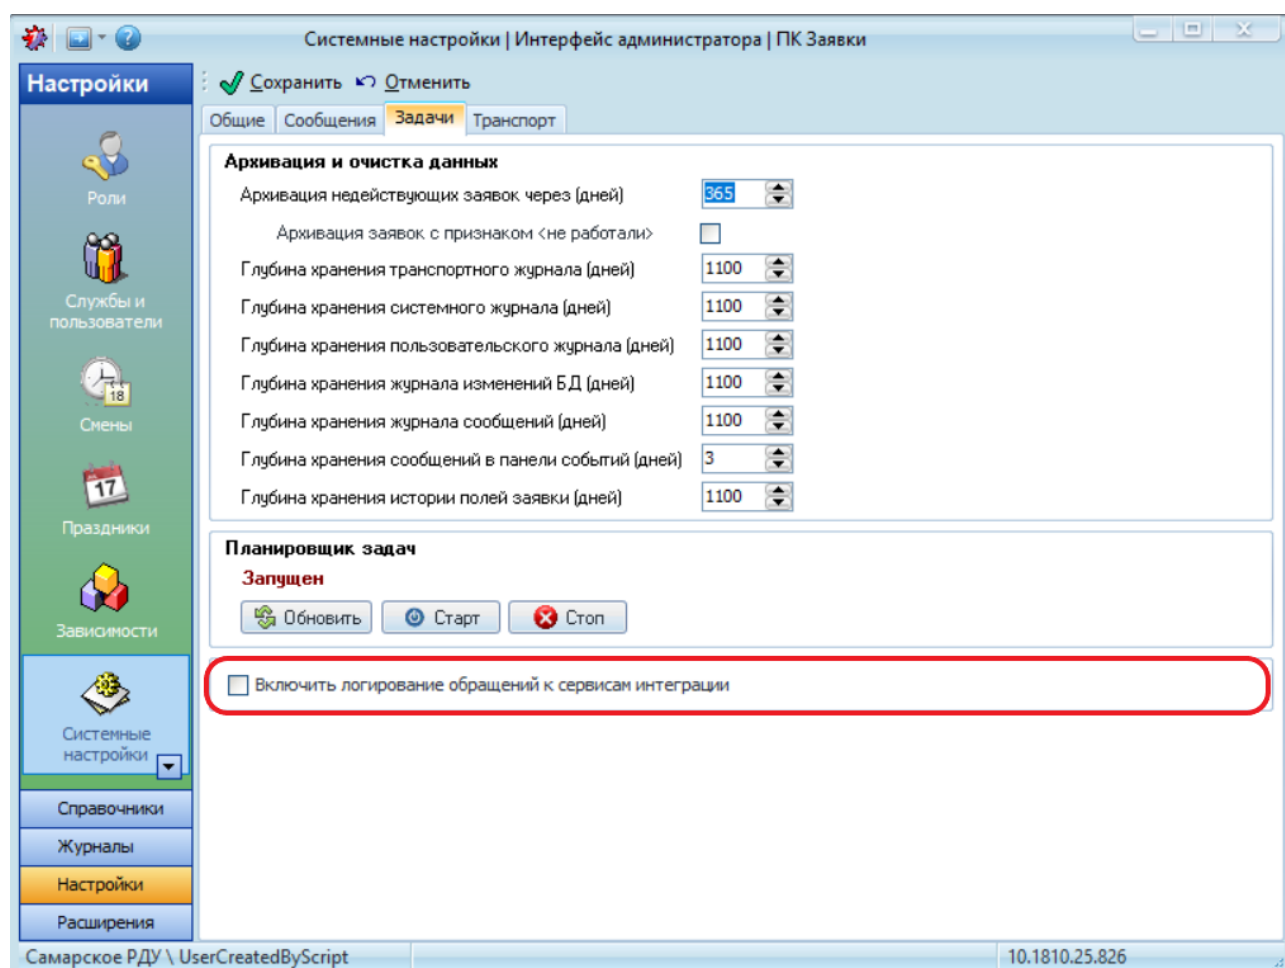 Системные настройки | Интерфейс администратора | ПК Заявки
Настройки
Сохранить Отменить
Общие Сообщения Задачи Транспорт
Роли
Службы и
пользователи
18
Смены
17
Праздники
Зависимости
Системные
настройки
Справочники
Журналы
Настройки
Расширения
Архивация и очистка данных
Архивация недействующих заявок через (дней) 365
Архивация заявок с признаком <не работали>
Глубина хранения транспортного журнала (дней) 1100
Глубина хранения системного журнала (дней) 1100
Глубина хранения пользовательского журнала (дней) 1100
Глубина хранения журнала изменений БД (дней) 1100
Глубина хранения журнала сообщений (дней) 1100
Глубина хранения сообщений в панели событий (дней) 3
Глубина хранения истории полей заявки (дней) 1100
Планировщик задач
Запущен
Обновить Старт Стоп
Включить логирование обращений к сервисам интеграции
Самарское РДУ \ UserCreatedByScript 10.1810.25.826